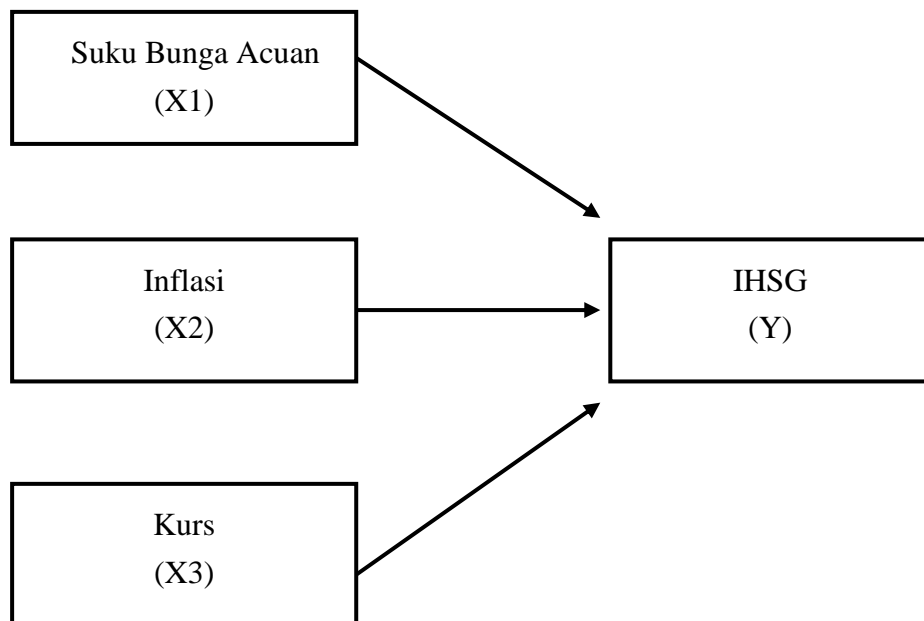 Suku Bunga Acuan
(X1)
Inflasi
(X2)
IHSG
(Y)
Kurs
(X3)